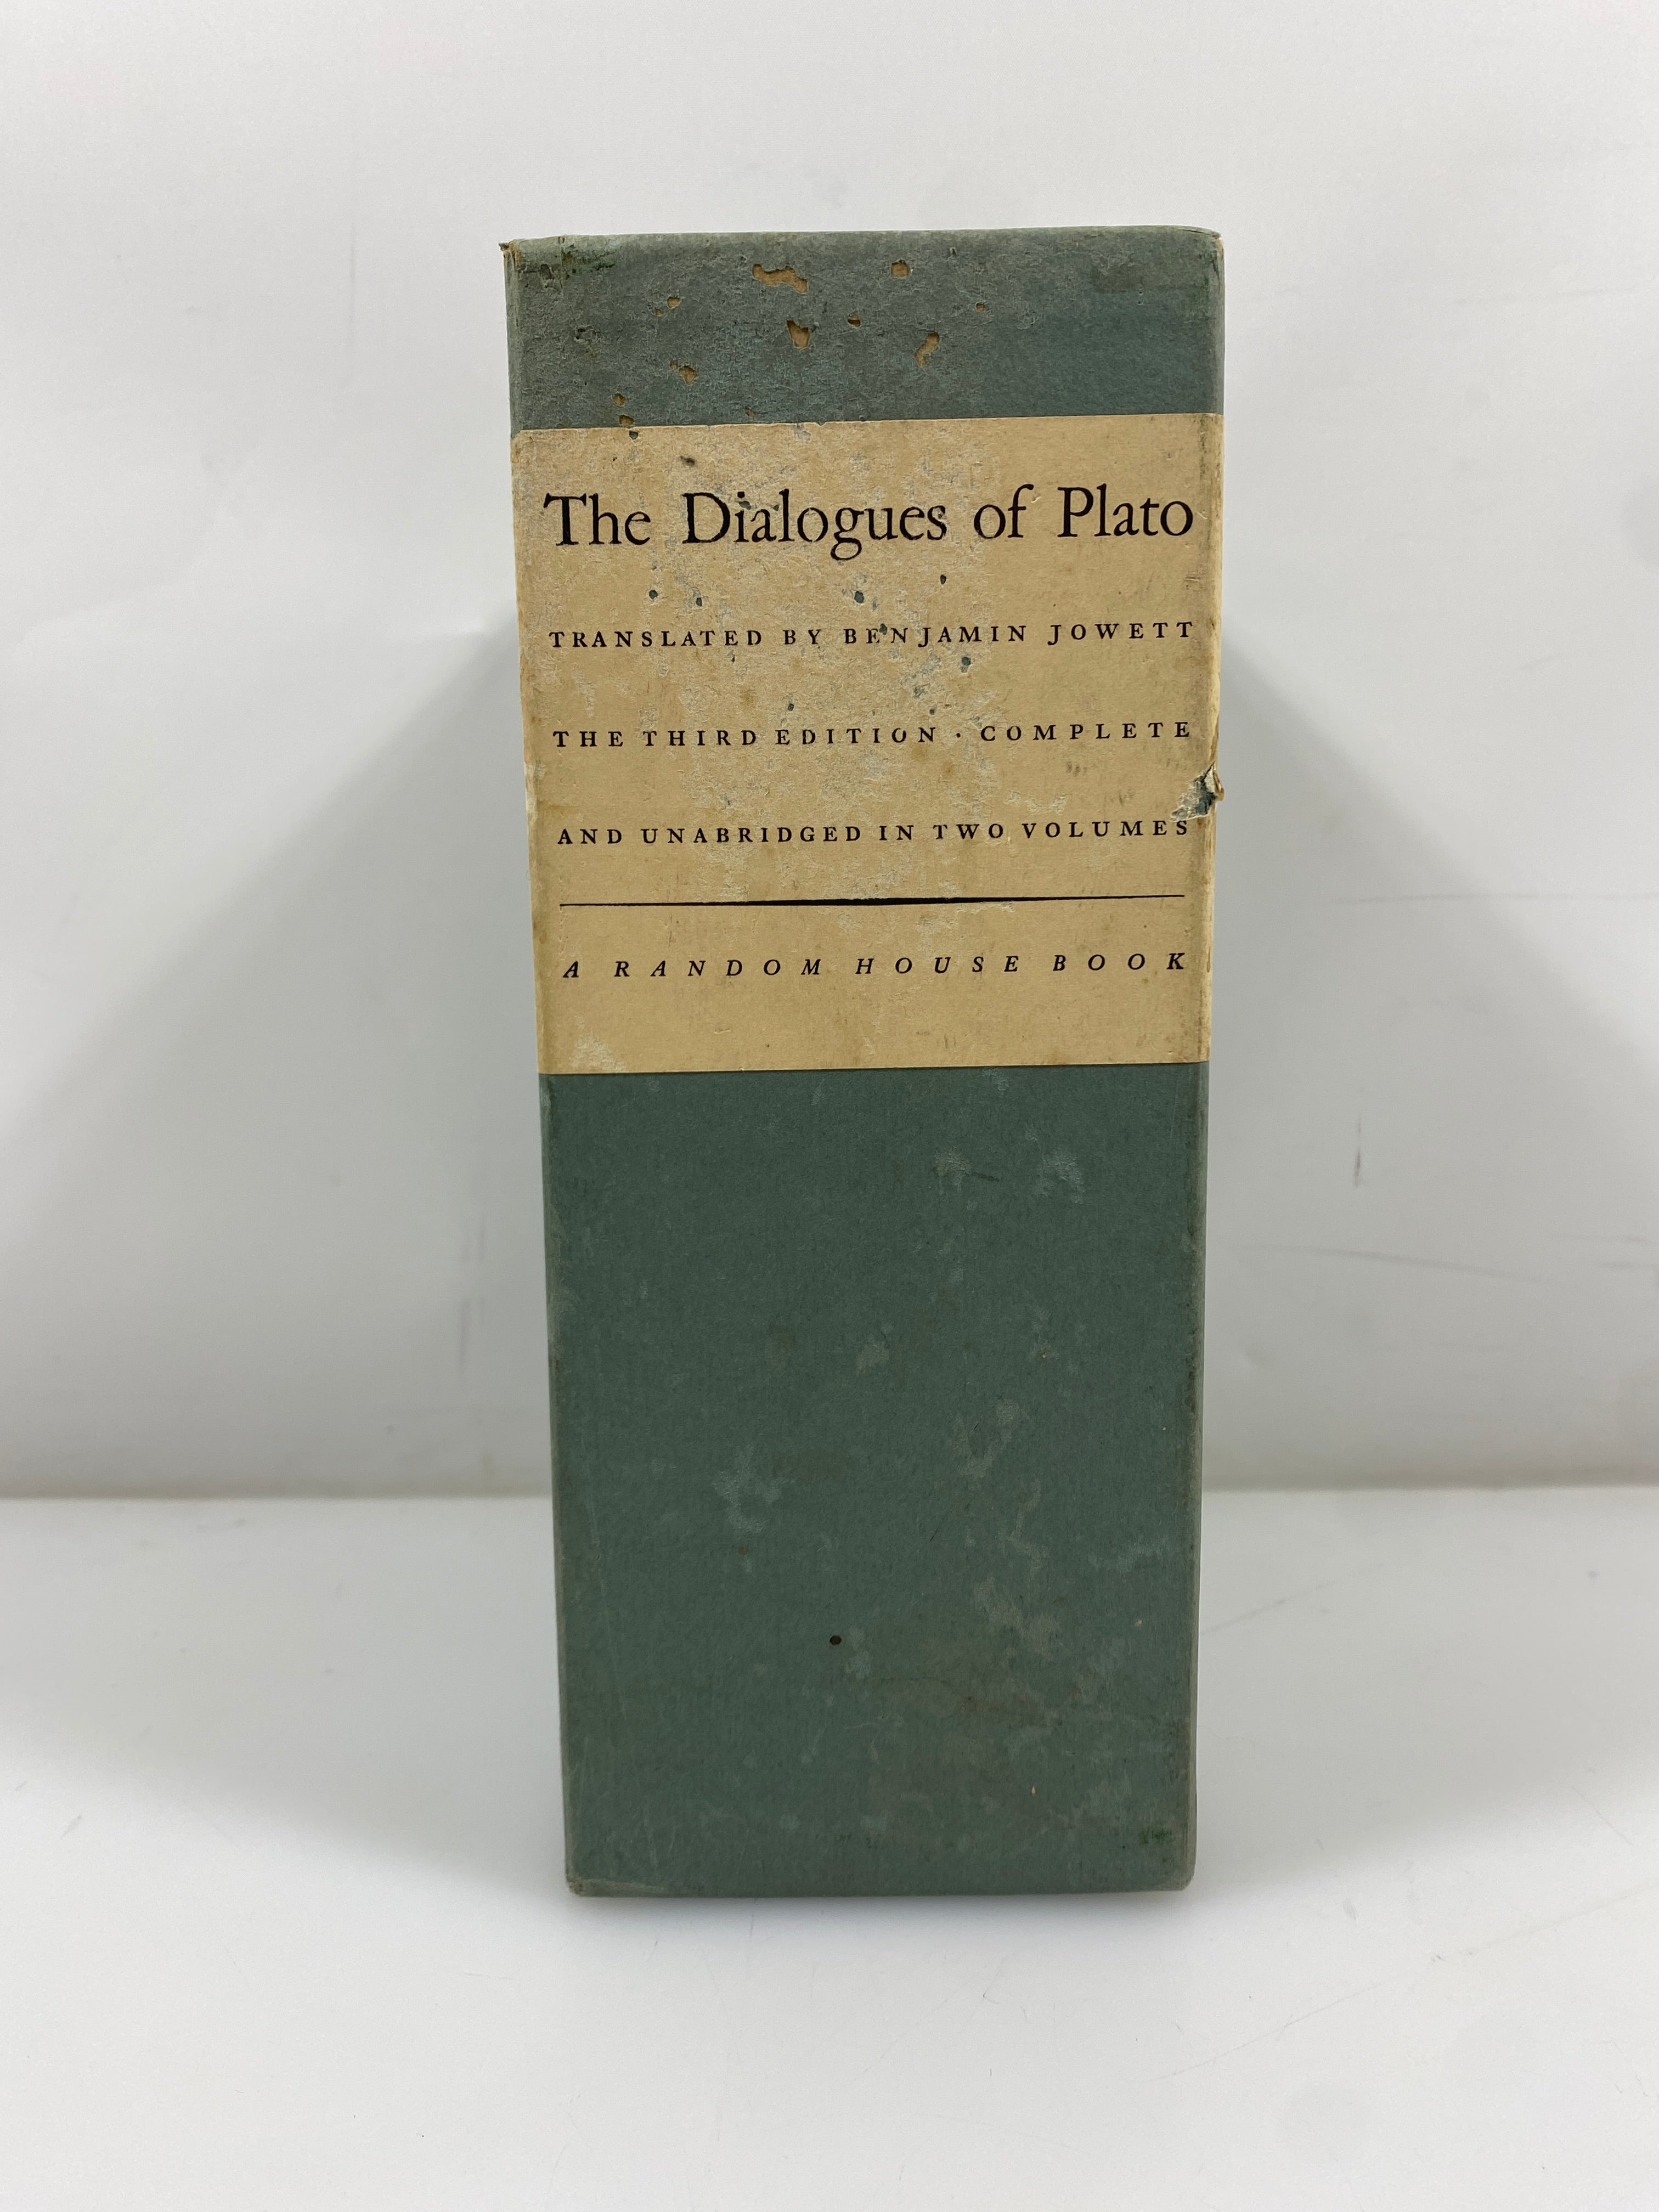 The Dialogues of Plato
TRANSLATED BY BENJAMIN JOWETT
THE THIRD EDITION · COMPLETE
AND UNABRIDGED IN TWO VOLUMES
A RANDOM HOUSE BOOK